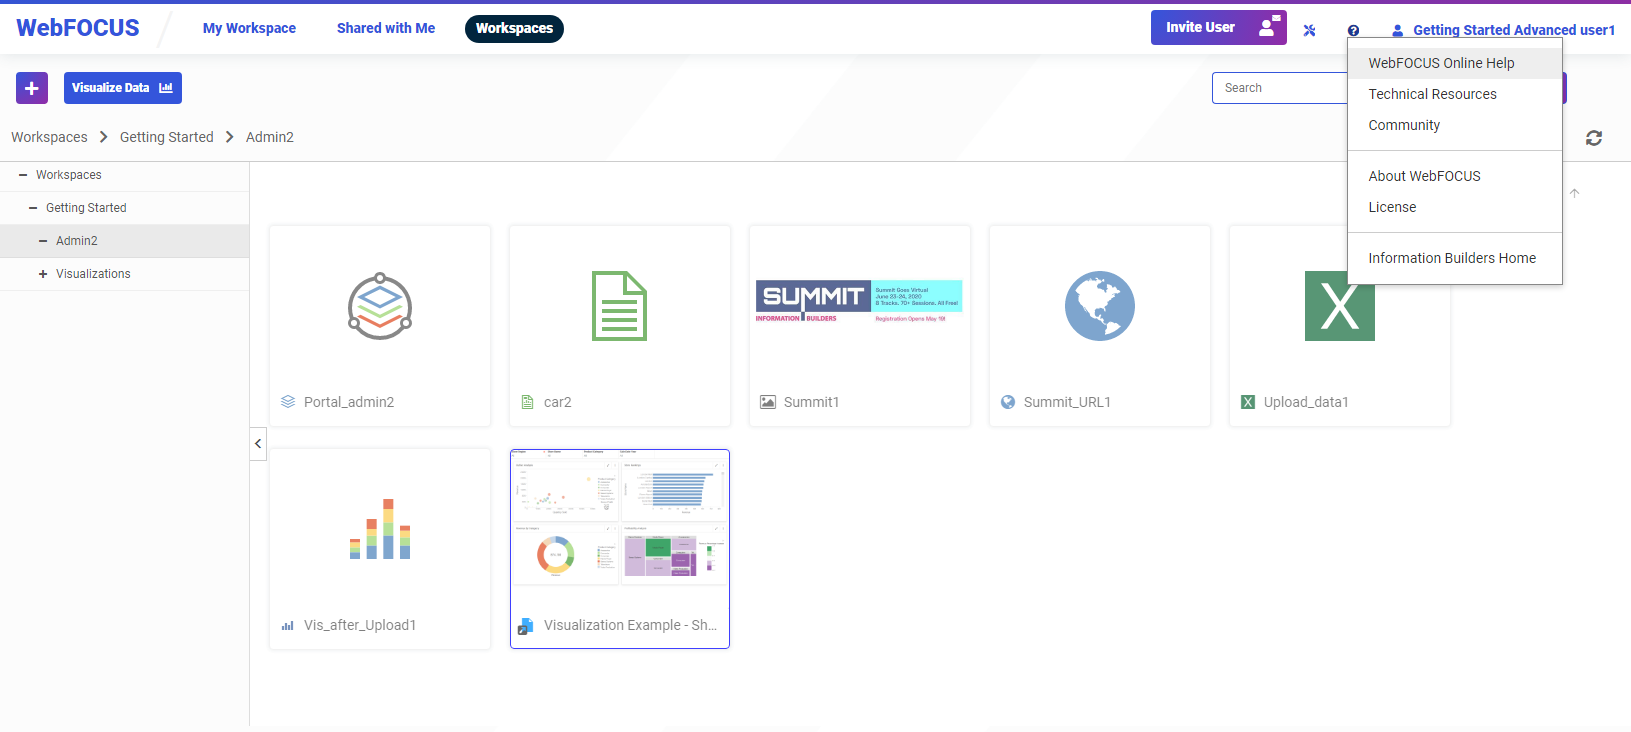 WebFOCUS
My Workspace
Shared with Me
Workspaces
Invite User
Getting Started Advanced user1
Visualize Data
Search
WebFOCUS Online Help
Technical Resources
Community
About WebFOCUS
License
Information Builders Home
Workspaces > Getting Started > Admin2
Workspaces
Getting Started
Admin2
Visualizations
SUMMIT
INFORMATION BUILDERS
Summit Goes Virtual
June 23-24, 2020
8 Tracks. 70+ Sessions. All Free!
Registration Opens May 19!
X
Portal_admin2
car2
Summit1
Summit_URL1
X
Upload_data1
Vis_after_Upload1
Visualization Example - Sh...